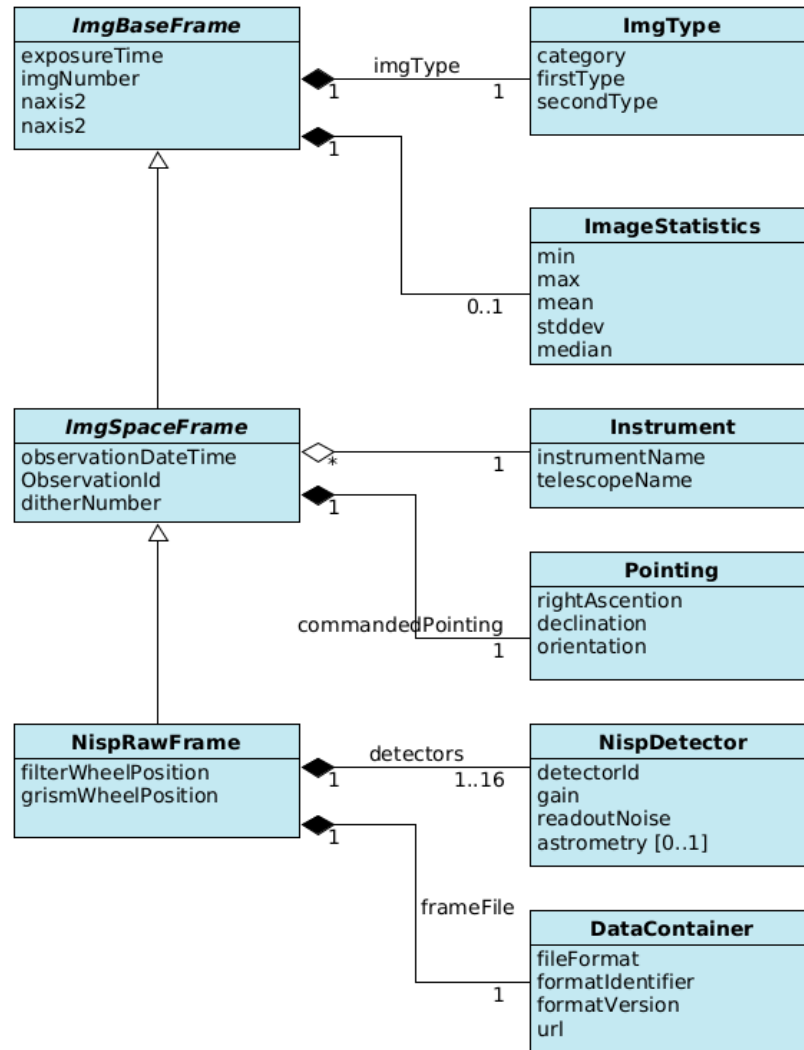 ImgBaseFrame
exposureTime
imgNumber
naxis2
naxis2
imgType
1
1
ImgType
category
firstType
secondType
1
0..1
ImageStatistics
min
max
mean
stddev
median
ImgSpaceFrame
observationDateTime
ObservationId
ditherNumber
*
1
Instrument
instrumentName
telescopeName
1
commandedPointing
1
Pointing
rightAscention
declination
orientation
NispRawFrame
filterWheelPosition
grismWheelPosition
detectors
1
1..16
NispDetector
detectorId
gain
readoutNoise
astrometry [0..1]
1
frameFile
1
DataContainer
fileFormat
formatIdentifier
formatVersion
url